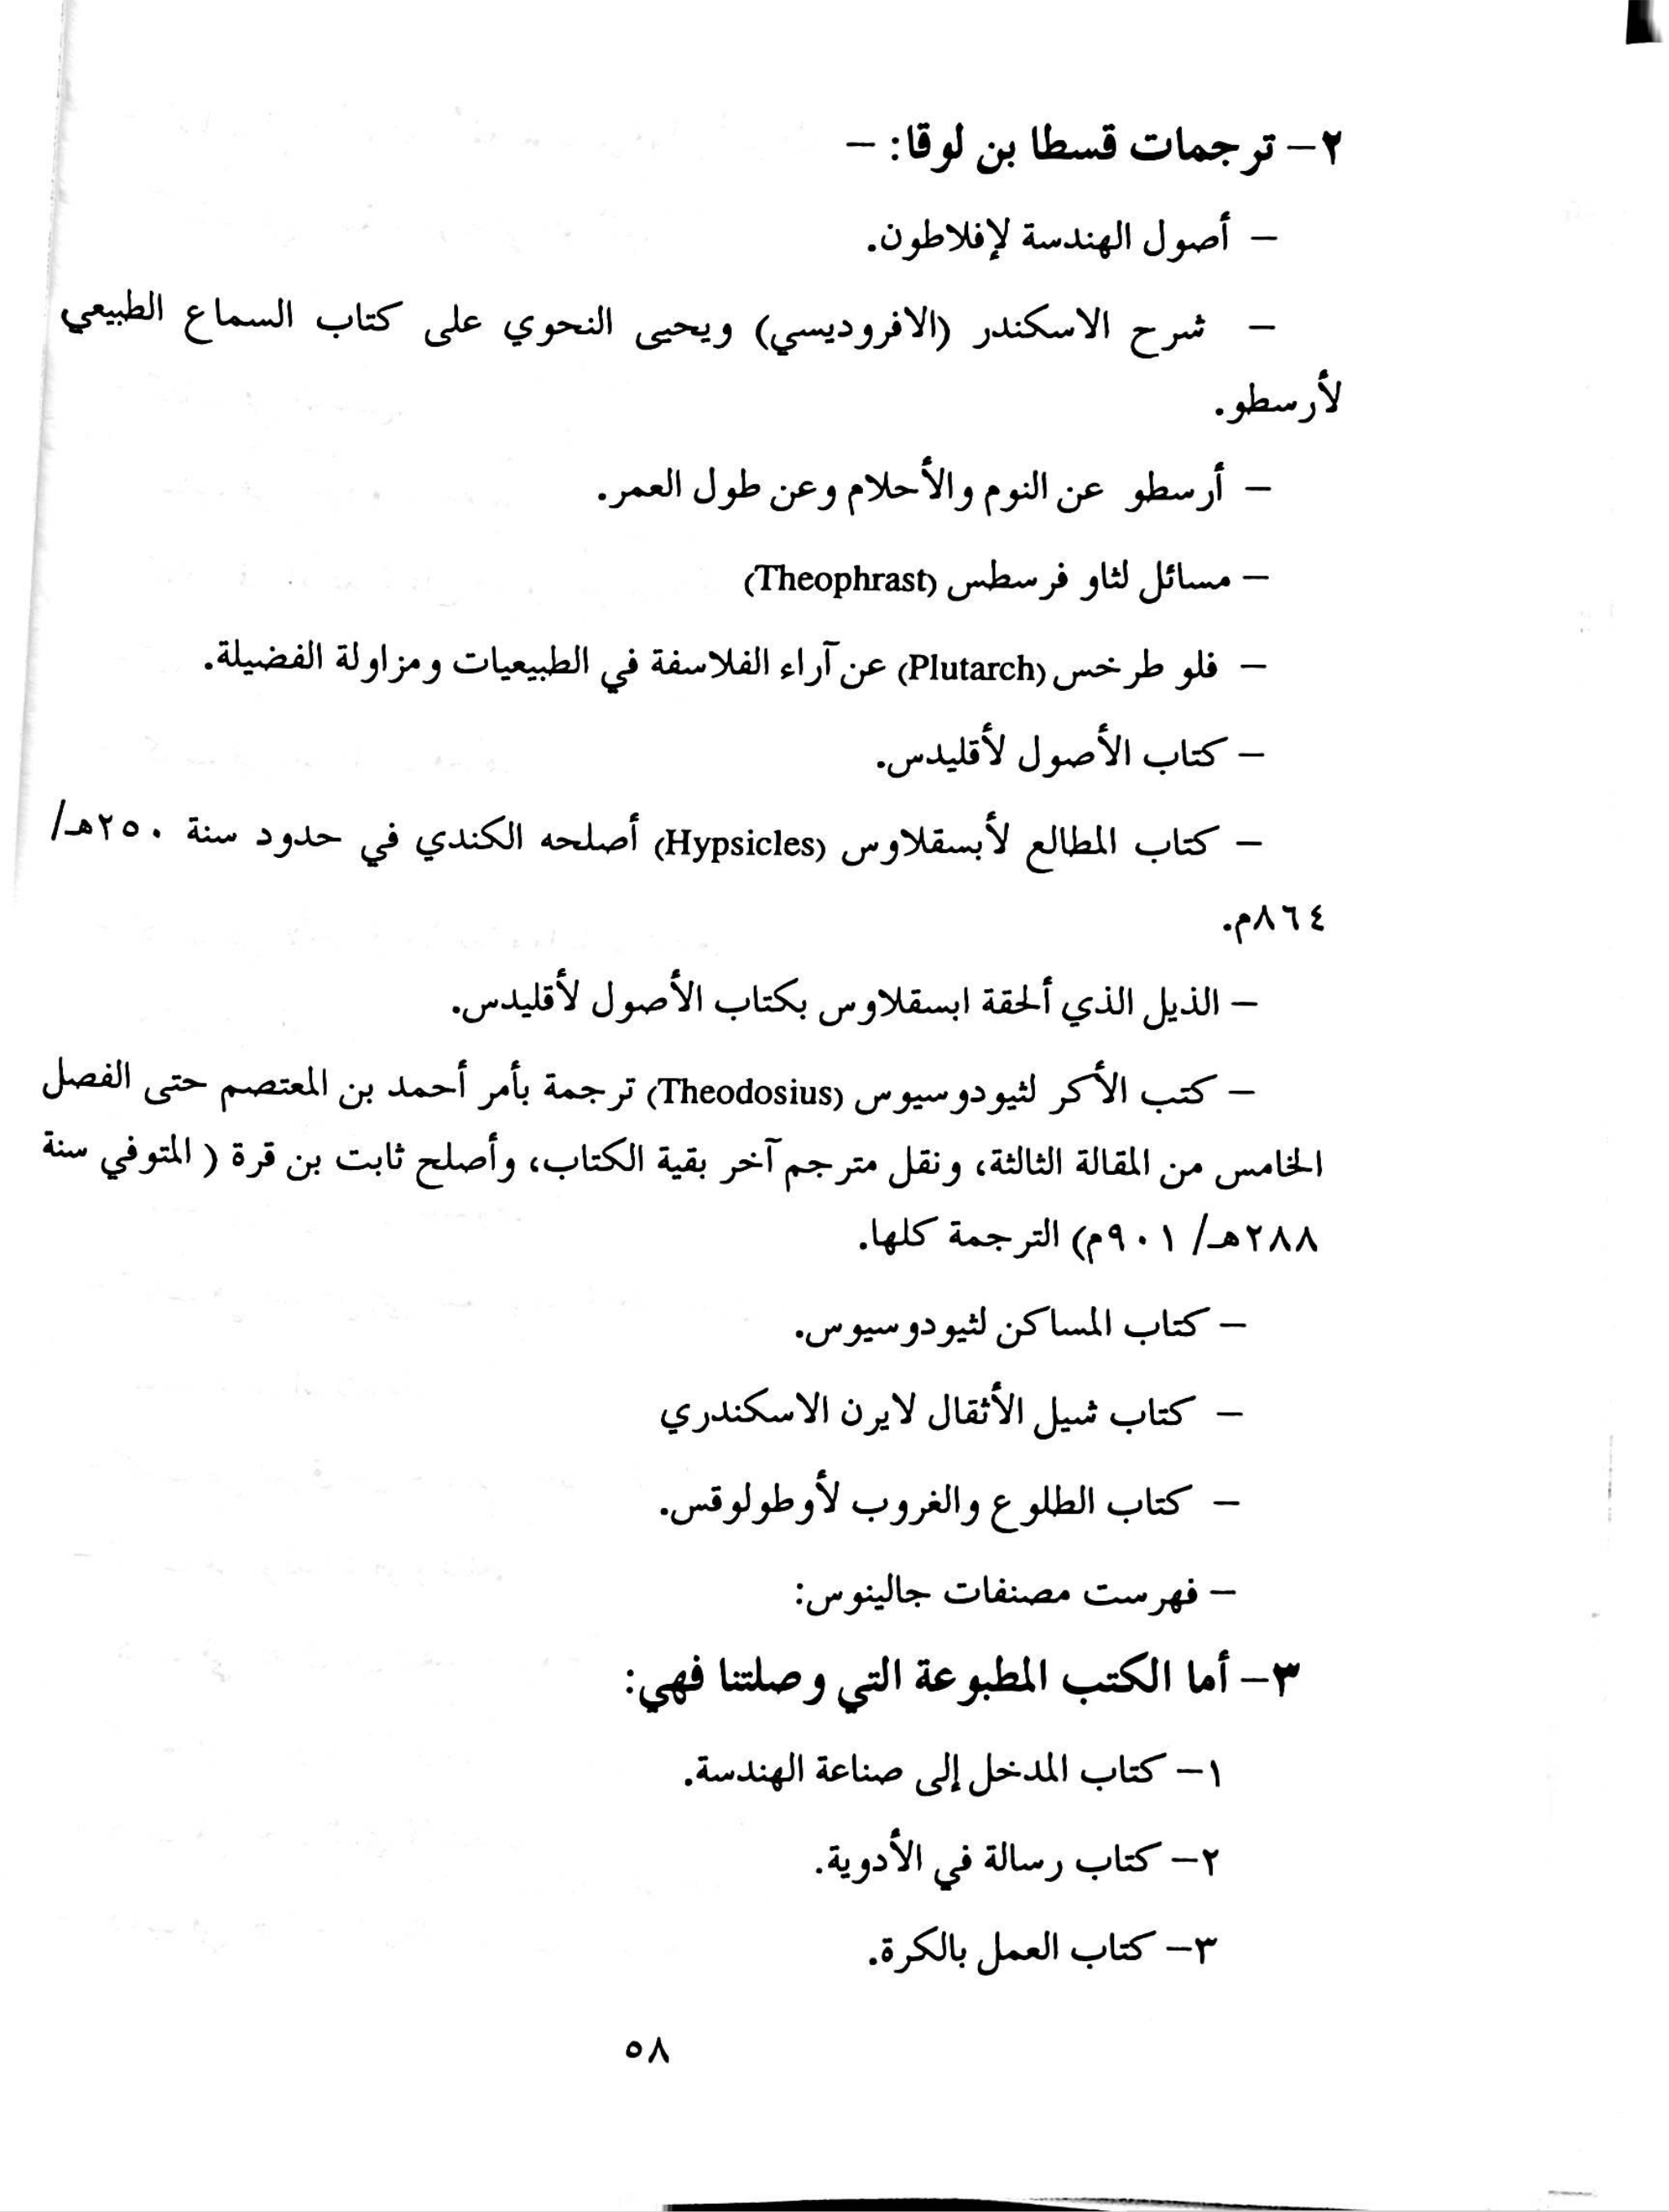 ٢- ترجمات قسطا بن لوقا: -
- أصول الهندسة لإفلاطون.
- شرح الاسكندر (الافروديسي) ويحيى النحوي على كتاب السماع الطبيعي
لأرسطو.
- أرسطو عن النوم والأحلام وعن طول العمر.
- مسائل لثاو فرسطس (Theophrast)
- فلو طرخس (Plutarch) عن آراء الفلاسفة في الطبيعيات ومزاولة الفضيلة.
- كتاب الأصول لأقليدس.
- كتاب المطالع لأبسقلاوس (Hypsicles) أصلحه الكندي في حدود سنة ٢٥٠هـ/
٨٦٤م.
- الذيل الذي ألحقة ابسقلاوس بكتاب الأصول لأقليدس.
- كتب الأكر لثيودوسيوس (Theodosius) ترجمة بأمر أحمد بن المعتصم حتى الفصل
الخامس من المقالة الثالثة، ونقل مترجم آخر بقية الكتاب، وأصلح ثابت بن قرة ( المتوفي سنة
٢٨٨هـ/ ٩٠١م) الترجمة كلها.
- كتاب المساكن لثيودوسيوس.
- كتاب شيل الأثقال لايرن الاسكندري
- كتاب الطلوع والغروب لأوطولوقس.
- فهرست مصنفات جالينوس:
٣- أما الكتب المطبوعة التي وصلتنا فهي:
١- كتاب المدخل إلى صناعة الهندسة.
٢- كتاب رسالة في الأدوية.
٣- كتاب العمل بالكرة.
٥٨